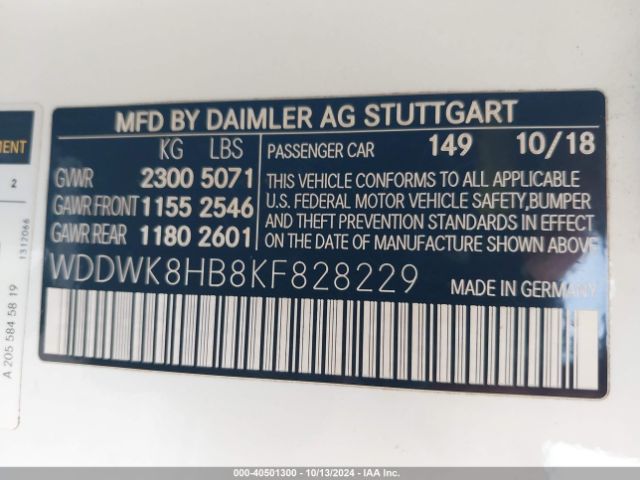 MFD BY DAIMLER AG STUTTGART
KG LBS
GVWR 2300 5071
GAWR FRONT 1155 2546
GAWR REAR 1180 2601
PASSENGER CAR 149 10/18
THIS VEHICLE CONFORMS TO ALL APPLICABLE
U.S. FEDERAL MOTOR VEHICLE SAFETY,BUMPER
AND THEFT PREVENTION STANDARDS IN EFFECT
ON THE DATE OF MANUFACTURE SHOWN ABOVE
WDDWK8HB8KF828229
MADE IN GERMANY
MENT
2
1312066
A 205 584 58 19
000-40501300 - 10/13/2024 - IAA Inc.